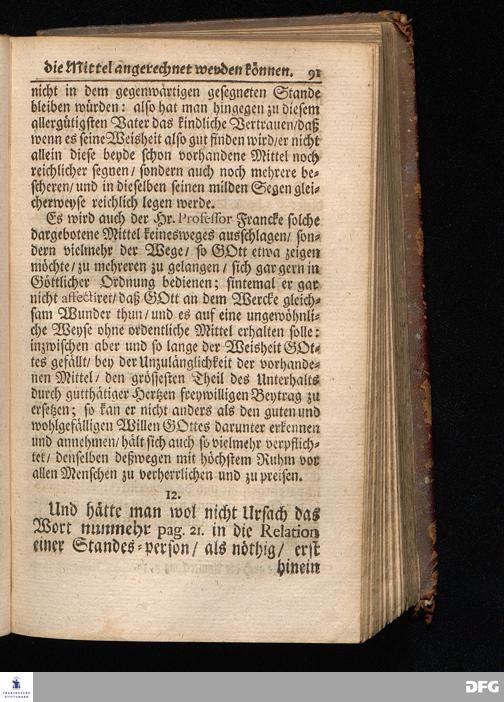 die Mittel angerechnet werden können. 91
nicht in dem gegenwärtigen gesegneten Stande
bleiben würden: also hat man hingegen zu diesem
allergütigsten Vater das kindliche Vertrauen/daß
wenn es seine Weisheit also gut finden wird/er nicht
allein diese beyde schon vorhandene Mittel noch
reichlicher segnen/ sondern auch noch mehrere be-
scheren/ und in dieselben seinen milden Segen glei-
cherweyse reichlich legen werde.
Es wird auch der Hr. Professor Francke solche
dargebotene Mittel keinesweges ausschlagen/ son-
dern vielmehr der Wege/ so GOtt etwa zeigen
möchte/ zu mehreren zu gelangen/ sich gar gern in
Göttlicher Ordnung bedienen; sintemal er gar
nicht affectiret/ daß GOtt an dem Wercke gleich-
sam Wunder thun/ und es auf eine ungewöhnli-
che Weyse ohne ordentliche Mittel erhalten solle:
inzwischen aber und so lange der Weisheit GOt-
tes gefällt/ bey der Unzulänglichkeit der vorhande-
nen Mittel/ den grössesten Theil des Unterhalts
durch gutthätiger Hertzen freywilligen Beytrag zu
ersetzen; so kan er nicht anders als den guten und
wohlgefälligen Willen GOttes darunter erkennen
und annehmen/ hält sich auch so vielmehr verpflich-
tet/ denselben deßwegen mit höchstem Ruhm vor
allen Menschen zu verherrlichen und zu preisen.
12.
Und hätte man wol nicht Ursach das
Wort nunmehr pag. 21. in die Relation
einer Standes-person/ als nöthig/ erst
hinein
FRANCKESCHE
STIFTUNGEN
DFG